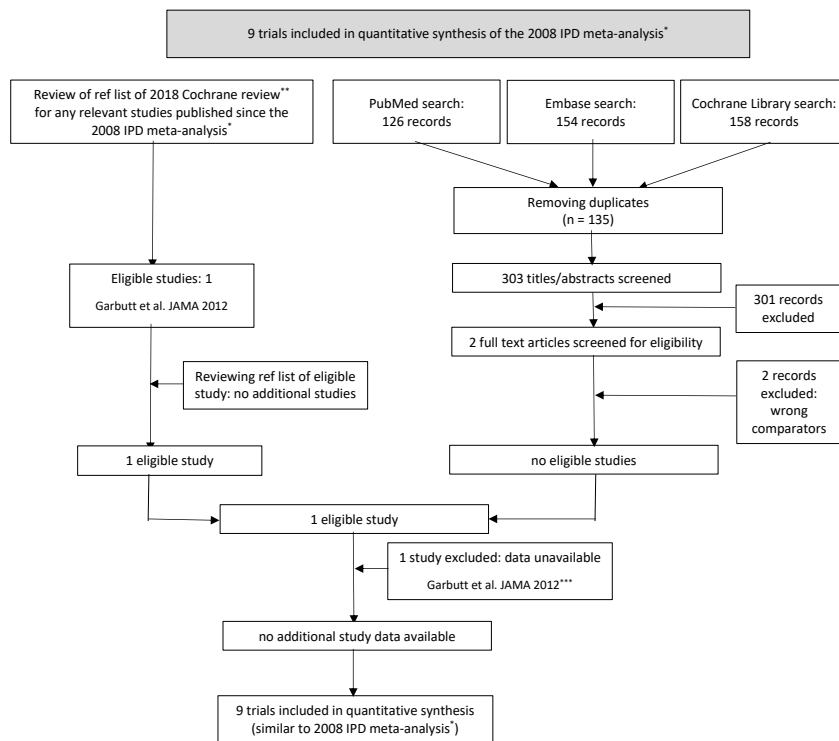 9 trials included in quantitative synthesis of the 2008 IPD meta-analysis*
Review of ref list of 2018 Cochrane review**
for any relevant studies published since the
2008 IPD meta-analysis*
PubMed search:
126 records
Embase search:
154 records
Cochrane Library search:
158 records
Removing duplicates
(n = 135)
Eligible studies: 1
Garbutt et al. JAMA 2012
303 titles/abstracts screened
301 records
excluded
2 full text articles screened for eligibility
Reviewing ref list of eligible
study: no additional studies
2 records
excluded:
wrong
comparators
1 eligible study
no eligible studies
1 eligible study
1 study excluded: data unavailable
Garbutt et al. JAMA 2012***
no additional study data available
9 trials included in quantitative synthesis
(similar to 2008 IPD meta-analysis*)